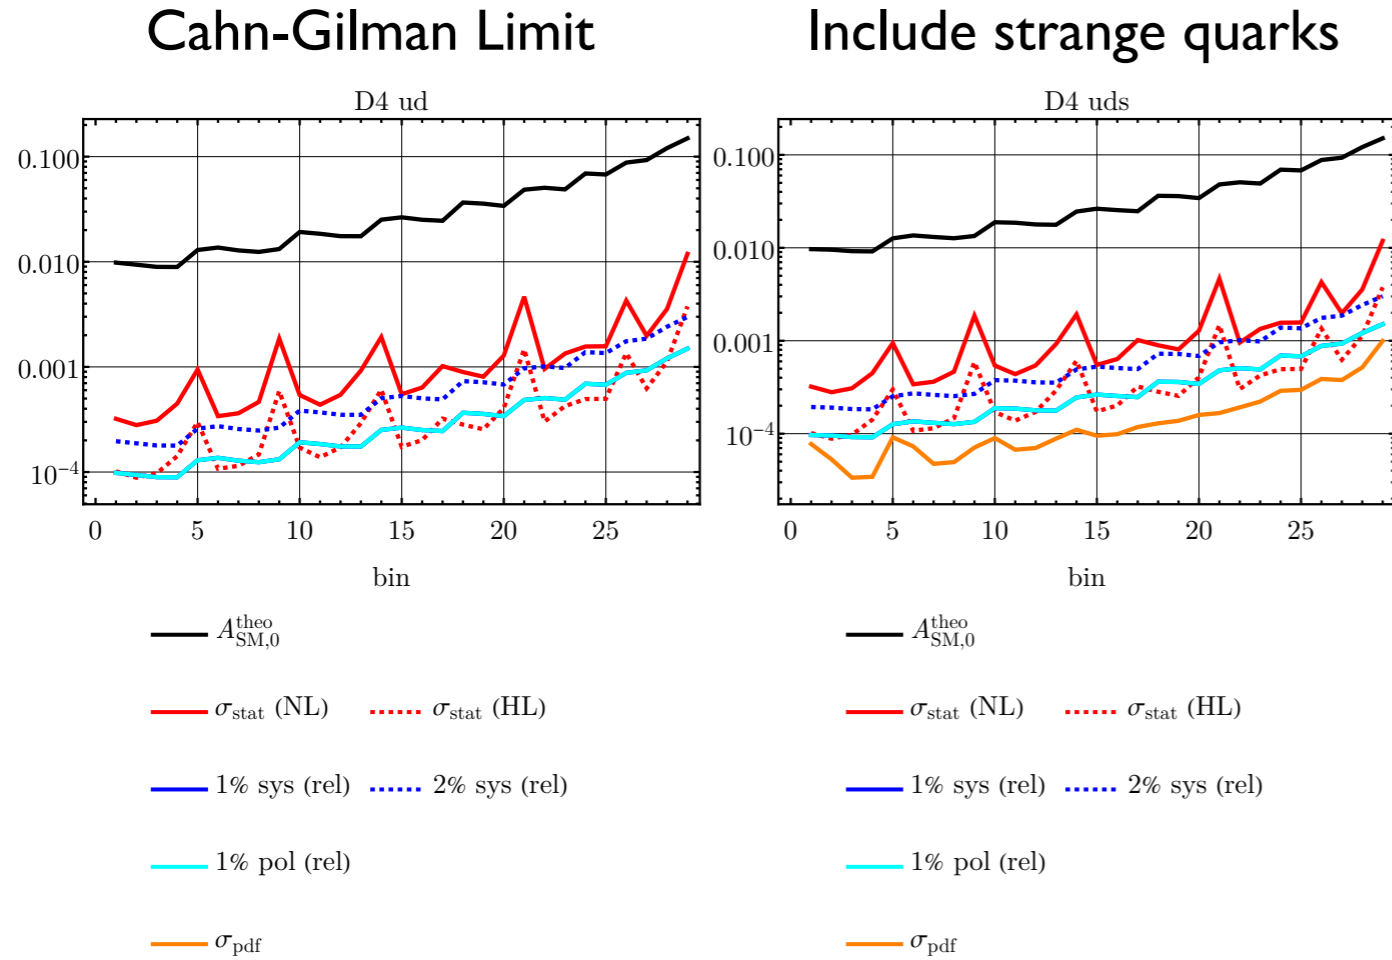 Cahn-Gilman Limit
Include strange quarks
D4 ud
0.100
0.010
0.001
10⁻⁴
0 5 10 15 20 25
bin
A^theo_SM,0
σ_stat (NL) σ_stat (HL)
1% sys (rel) 2% sys (rel)
1% pol (rel)
σ_pdf
D4 uds
0.100
0.010
0.001
10⁻⁴
0 5 10 15 20 25
bin
A^theo_SM,0
σ_stat (NL) σ_stat (HL)
1% sys (rel) 2% sys (rel)
1% pol (rel)
σ_pdf